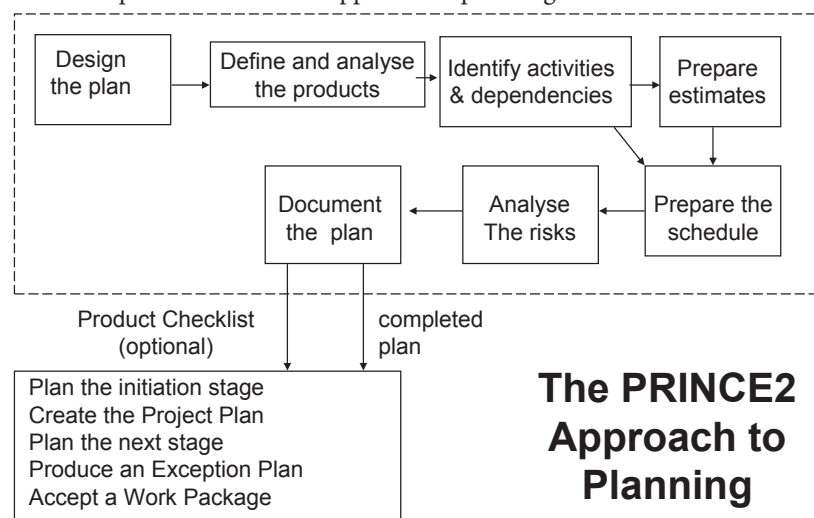 Design
the plan
Define and analyse
the products
Identify activities
& dependencies
Prepare
estimates
Document
the plan
Analyse
The risks
Prepare the
schedule
Product Checklist
(optional)
completed
plan
Plan the initiation stage
Create the Project Plan
Plan the next stage
Produce an Exception Plan
Accept a Work Package
The PRINCE2
Approach to
Planning